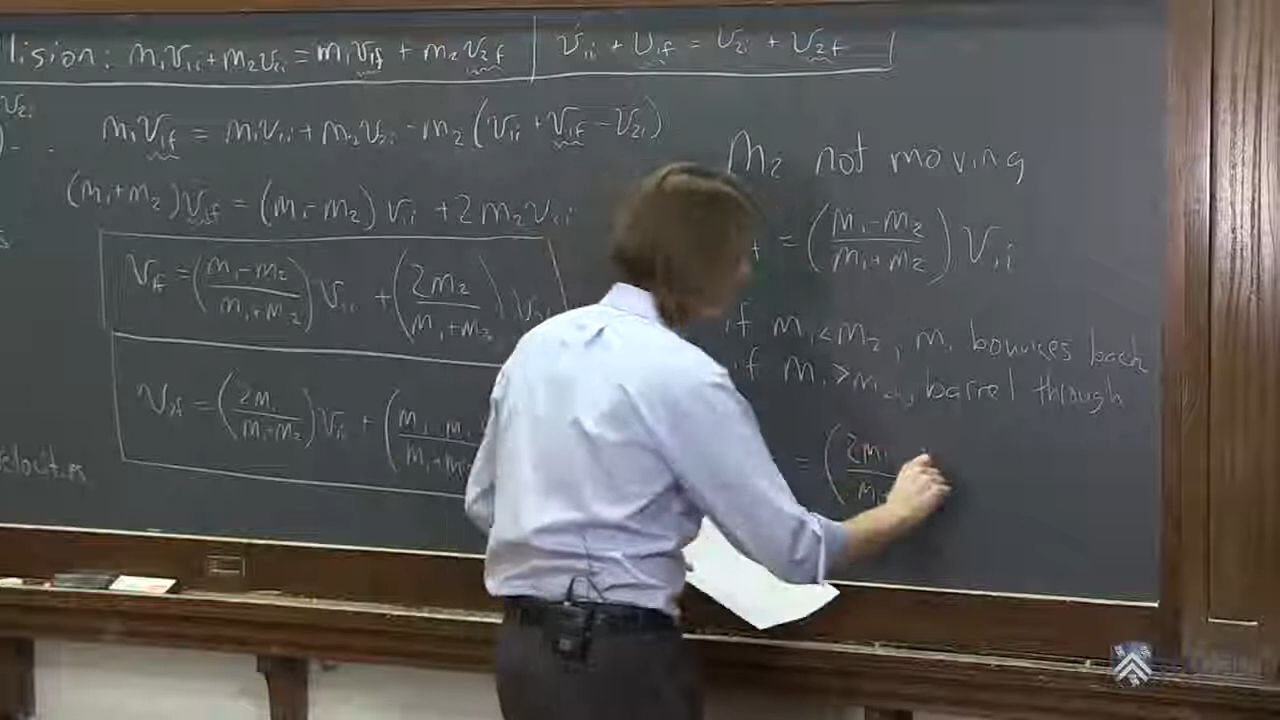 lision: m₁v₁ᵢ + m₂v₂ᵢ = m₁v₁f + m₂v₂f | v₁ᵢ + v₁f = v₂ᵢ + v₂f
v₂ᵢ
m₁v₁f = m₁v₁ᵢ + m₂v₂ᵢ - m₂(v₁ᵢ + v₁f - v₂ᵢ)
(m₁+m₂)v₁f = (m₁-m₂)v₁ᵢ + 2m₂v₂ᵢ
v₁f = ((m₁-m₂)/(m₁+m₂))v₁ᵢ + (2m₂/(m₁+m₂))v₂
v₂f = (2m₁/(m₁+m₂))v₁ᵢ + (
elocities
M₂ not moving
= ((m₁-m₂)/(m₁+m₂)) v₁ᵢ
if m₁<m₂, m₁ bounces back
if m₁>m₂, barrel through
= (2m₁